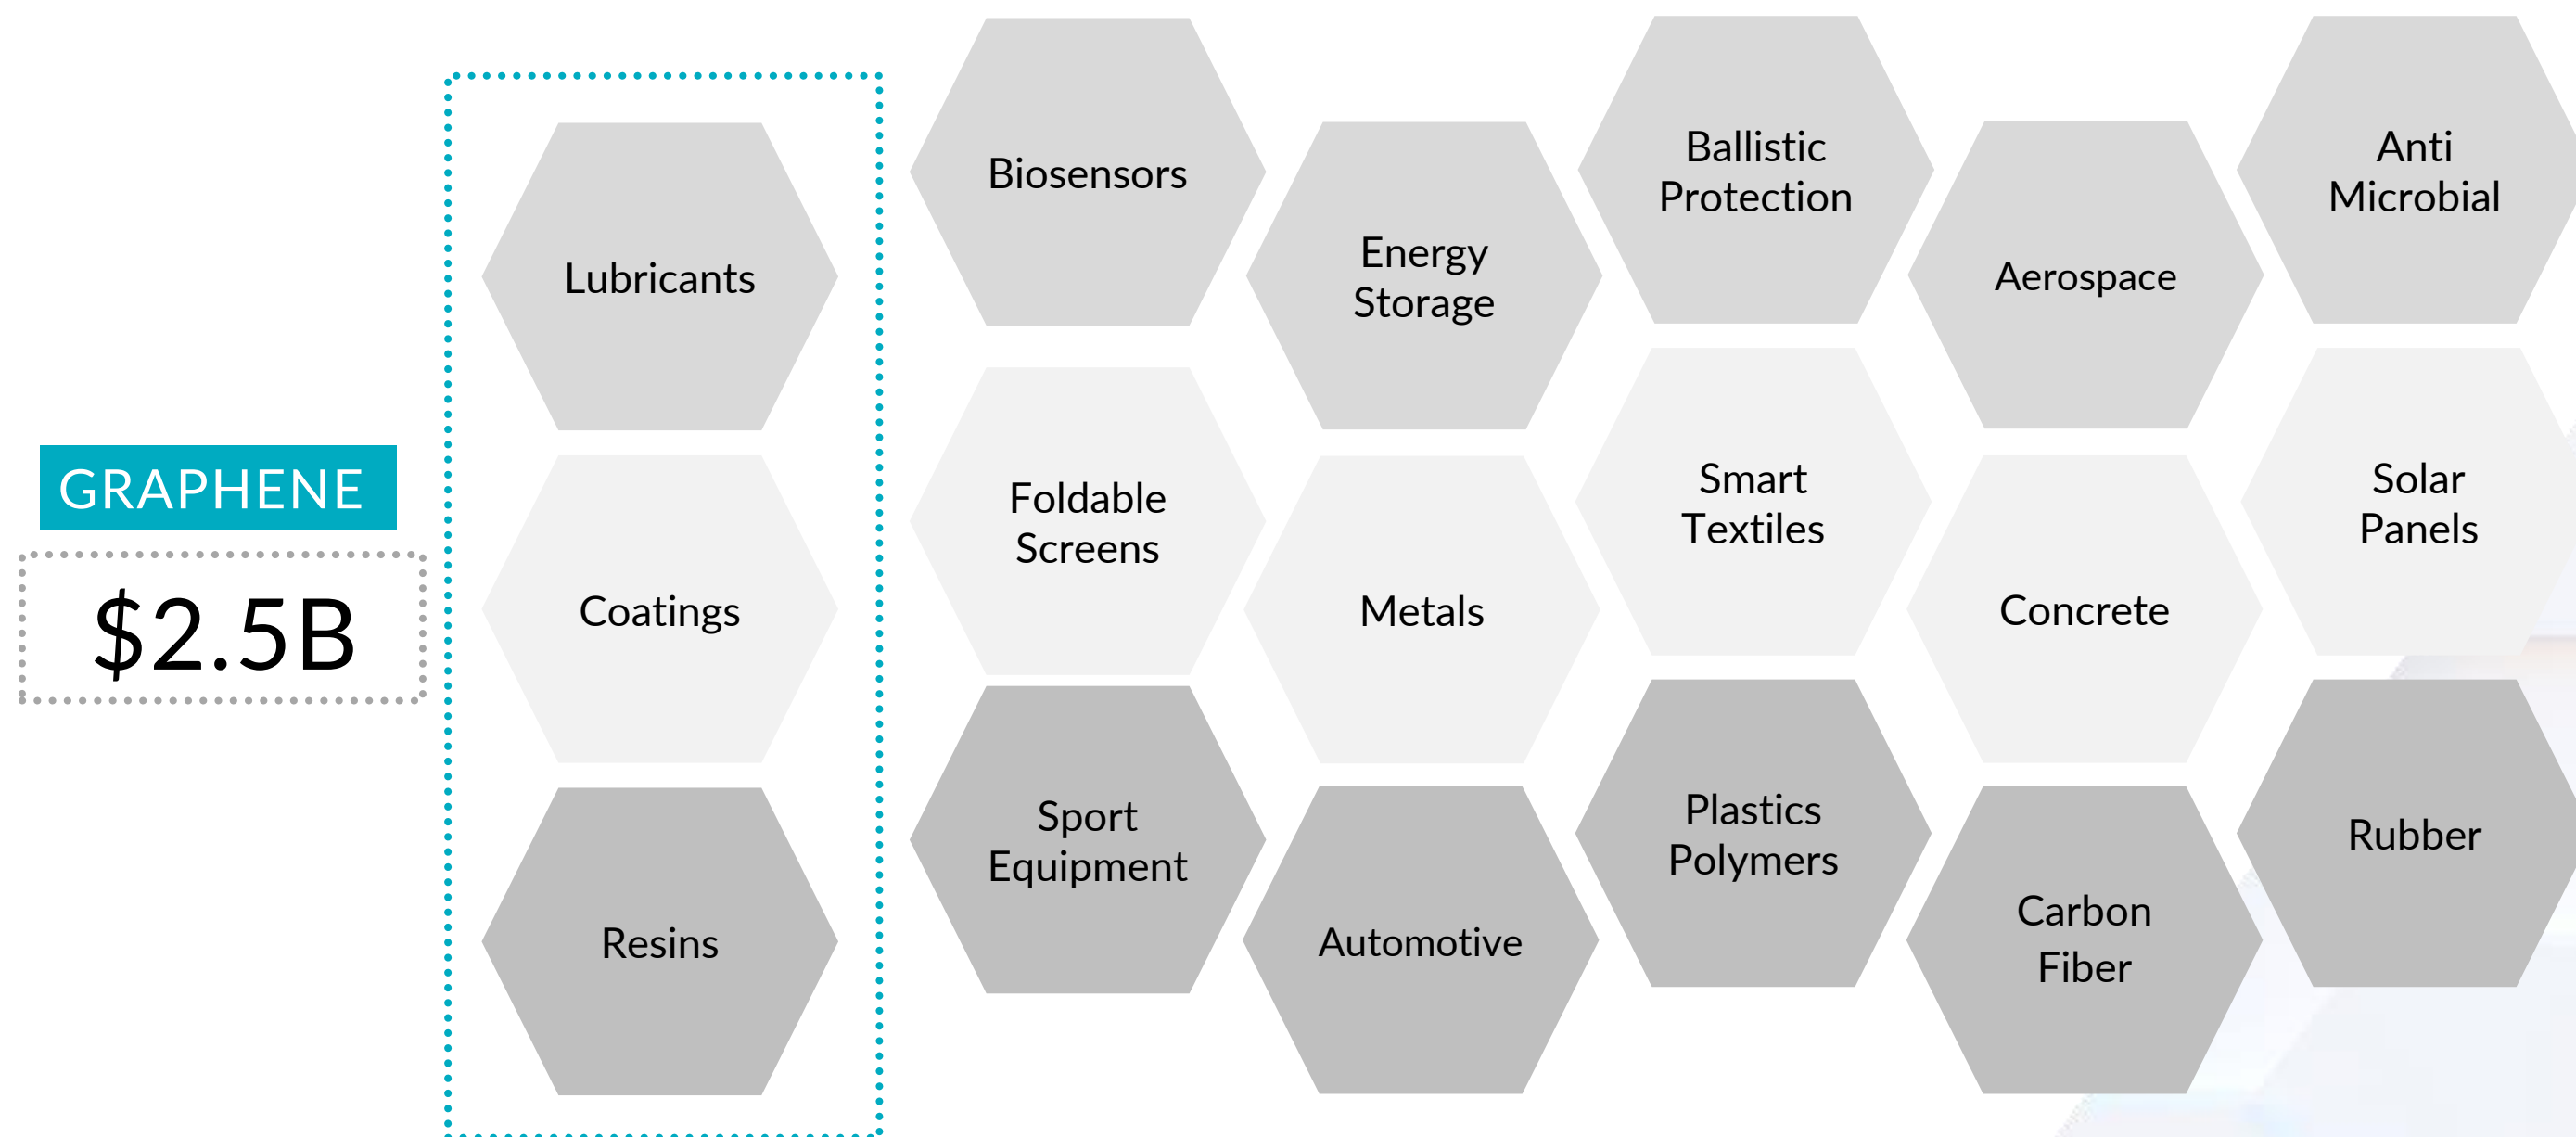 GRAPHENE
$2.5B
Lubricants
Coatings
Resins
Biosensors
Foldable
Screens
Sport
Equipment
Energy
Storage
Metals
Automotive
Ballistic
Protection
Smart
Textiles
Plastics
Polymers
Aerospace
Concrete
Carbon
Fiber
Anti
Microbial
Solar
Panels
Rubber